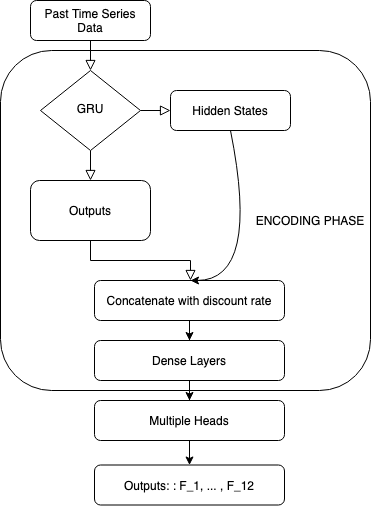 Past Time Series
Data
GRU
Hidden States
Outputs
ENCODING PHASE
Concatenate with discount rate
Dense Layers
Multiple Heads
Outputs: : F_1, ... , F_12